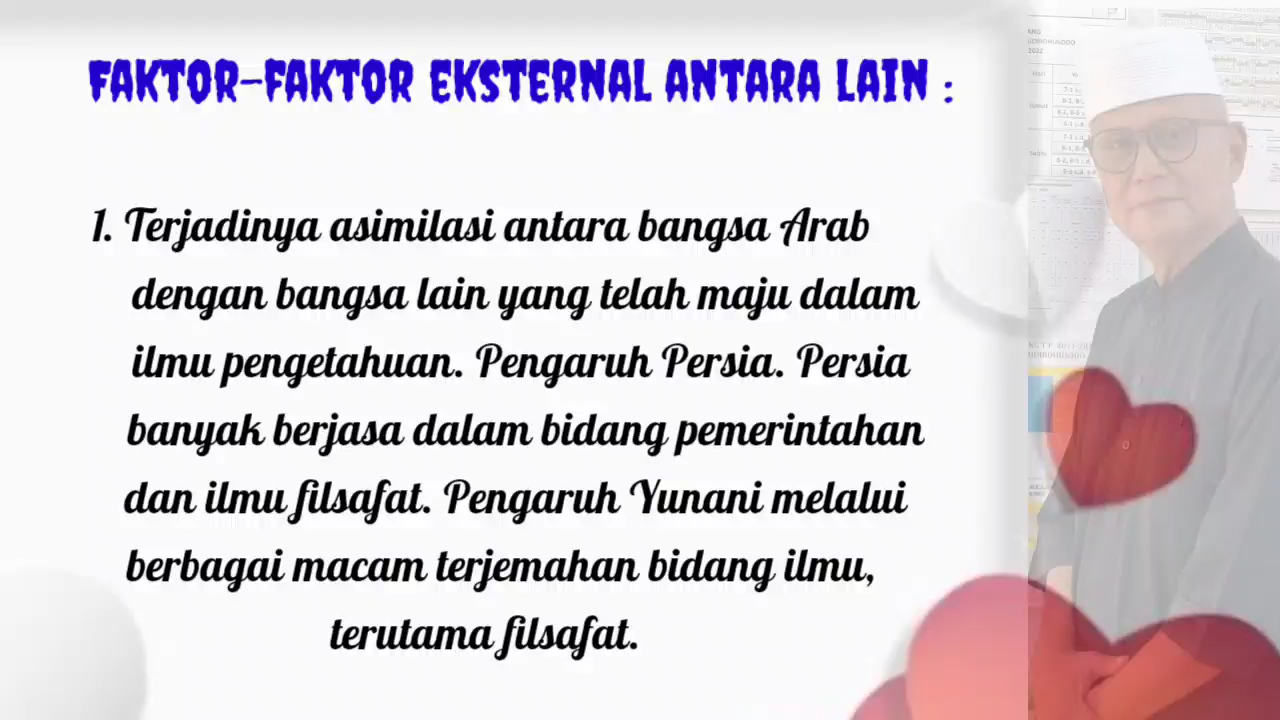 FAKTOR-FAKTOR EKSTERNAL ANTARA LAIN :
1. Terjadinya asimilasi antara bangsa Arab
dengan bangsa lain yang telah maju dalam
ilmu pengetahuan. Pengaruh Persia. Persia
banyak berjasa dalam bidang pemerintahan
dan ilmu filsafat. Pengaruh Yunani melalui
berbagai macam terjemahan bidang ilmu,
terutama filsafat.